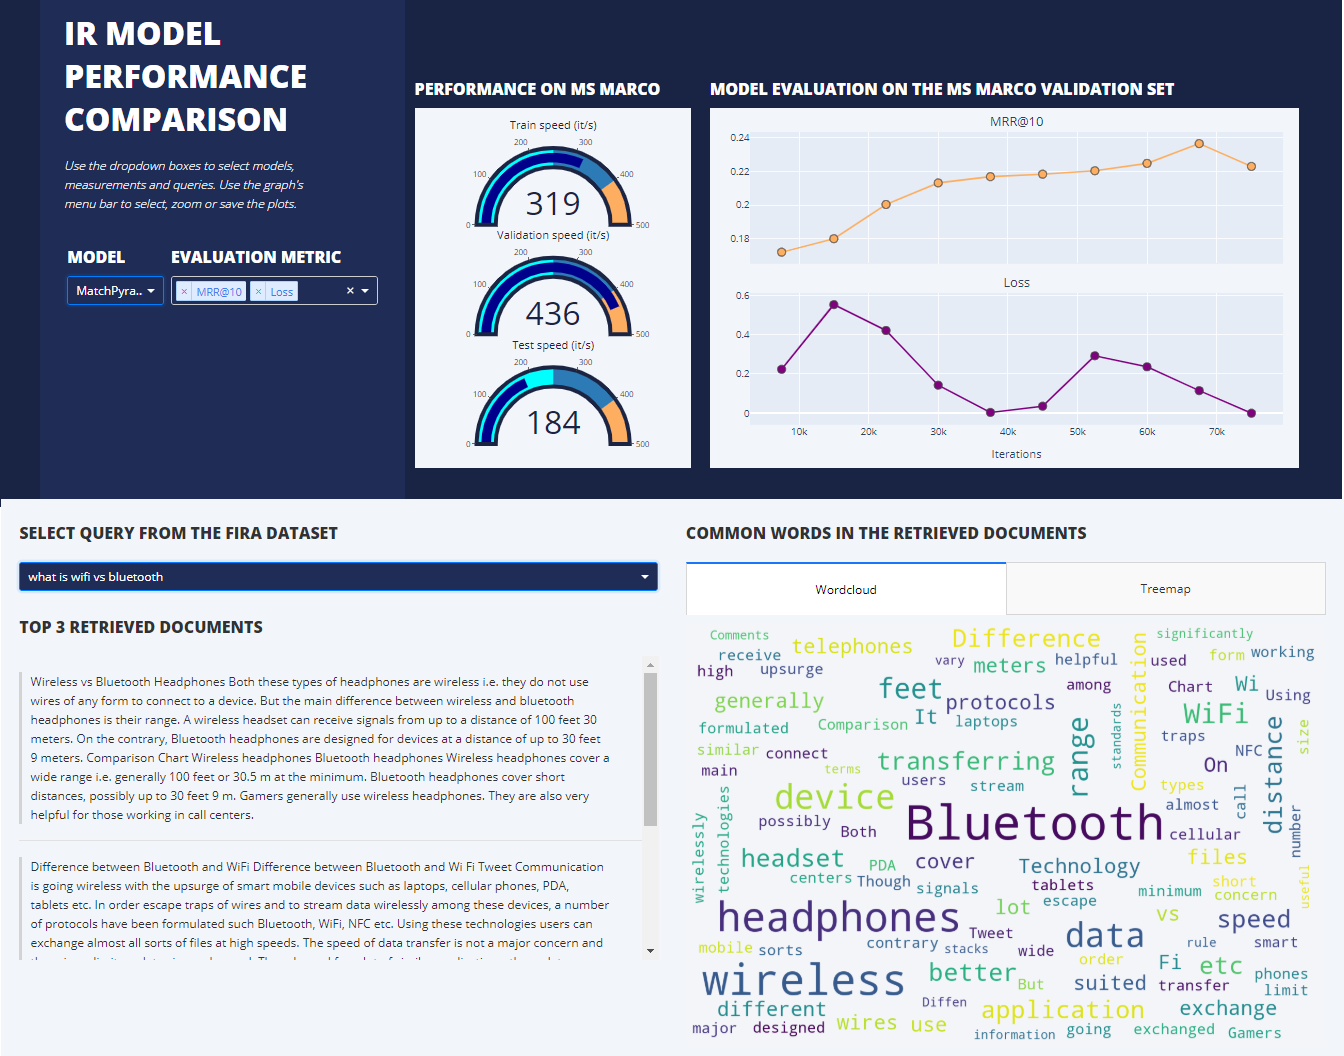 IR MODEL
PERFORMANCE
COMPARISON
Use the dropdown boxes to select models,
measurements and queries. Use the graph's
menu bar to select, zoom or save the plots.
MODEL
EVALUATION METRIC
MatchPyra..
× MRR@10
× Loss
×
PERFORMANCE ON MS MARCO
Train speed (it/s)
0
100
200
300
400
500
319
Validation speed (it/s)
0
100
200
300
400
500
436
Test speed (it/s)
0
100
200
300
400
500
184
MODEL EVALUATION ON THE MS MARCO VALIDATION SET
MRR@10
0.24
0.22
0.2
0.18
Loss
0.6
0.4
0.2
0
10k 20k 30k 40k 50k 60k 70k
Iterations
SELECT QUERY FROM THE FIRA DATASET
what is wifi vs bluetooth
TOP 3 RETRIEVED DOCUMENTS
Wireless vs Bluetooth Headphones Both these types of headphones are wireless i.e. they do not use
wires of any form to connect to a device. But the main difference between wireless and bluetooth
headphones is their range. A wireless headset can receive signals from up to a distance of 100 feet 30
meters. On the contrary, Bluetooth headphones are designed for devices at a distance of up to 30 feet
9 meters. Comparison Chart Wireless headphones Bluetooth headphones Wireless headphones cover a
wide range i.e. generally 100 feet or 30.5 m at the minimum. Bluetooth headphones cover short
distances, possibly up to 30 feet 9 m. Gamers generally use wireless headphones. They are also very
helpful for those working in call centers.
Difference between Bluetooth and WiFi Difference between Bluetooth and Wi Fi Tweet Communication
is going wireless with the upsurge of smart mobile devices such as laptops, cellular phones, PDA,
tablets etc. In order escape traps of wires and to stream data wirelessly among these devices, a number
of protocols have been formulated such Bluetooth, WiFi, NFC etc. Using these technologies users can
exchange almost all sorts of files at high speeds. The speed of data transfer is not a major concern and
COMMON WORDS IN THE RETRIEVED DOCUMENTS
Wordcloud
Treemap
Comments
telephones
Difference
significantly
receive
vary
meters
helpful
Communication
used
form
working
high
upsurge
feet
among
Chart
Wi
Using
generally
protocols
WiFi
formulated
Comparison
It
laptops
range
standards
traps
distance
size
similar
connect
transferring
NFC
main
terms
users
stream
On
types
wirelessly
technologies
device
possibly
Both
Bluetooth
almost
call
cellular
number
headset
PDA
cover
Technology
files
centers
Though
signals
tablets
escape
minimum
short
concern
useful
headphones
lot
vs
speed
Tweet
mobile
sorts
contrary
stacks
wide
data
order
rule
smart
wireless
better
But
suited
Fi
etc
transfer
phones
limit
different
Diffen
application
exchange
major
designed
wires
use
information
going
exchanged
Gamers